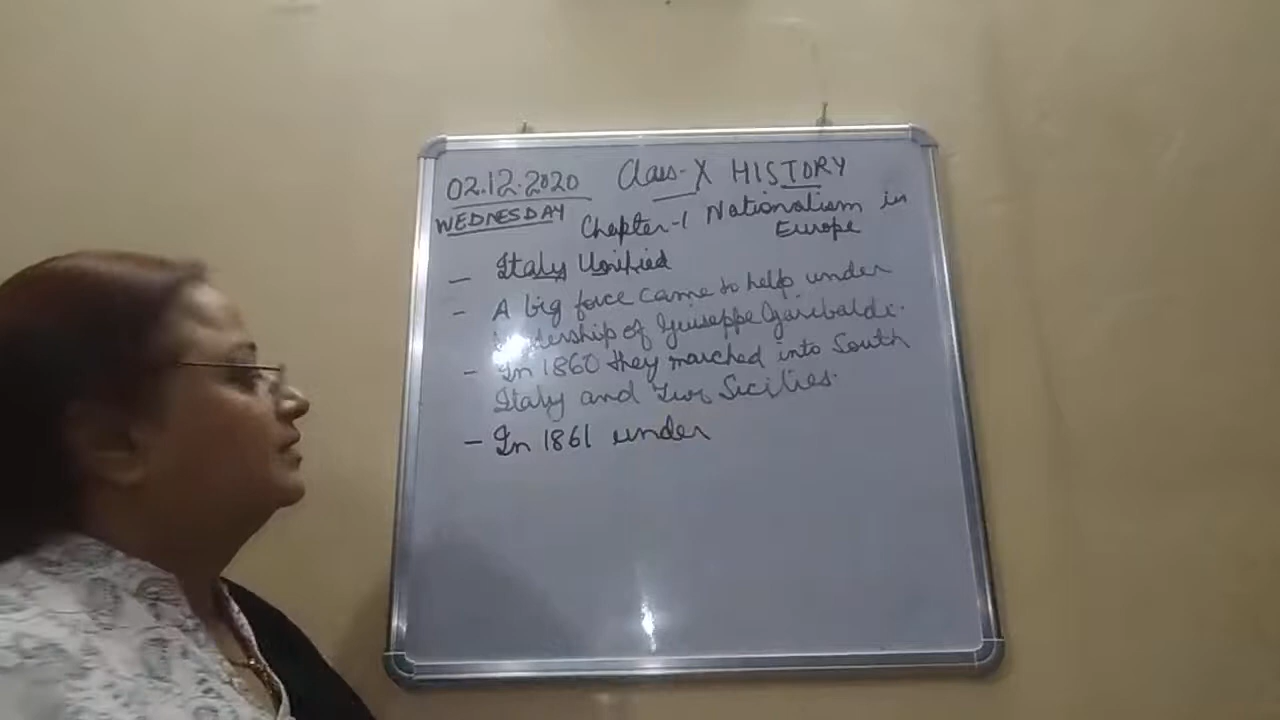 02.12.2020 Class-X HISTORY
WEDNESDAY Chapter-1 Nationalism in
Europe
- Italy Unified
- A big force came to help under
leadership of Giuseppe Garibaldi.
- In 1860 they marched into South
Italy and Two Sicilies.
- In 1861 under